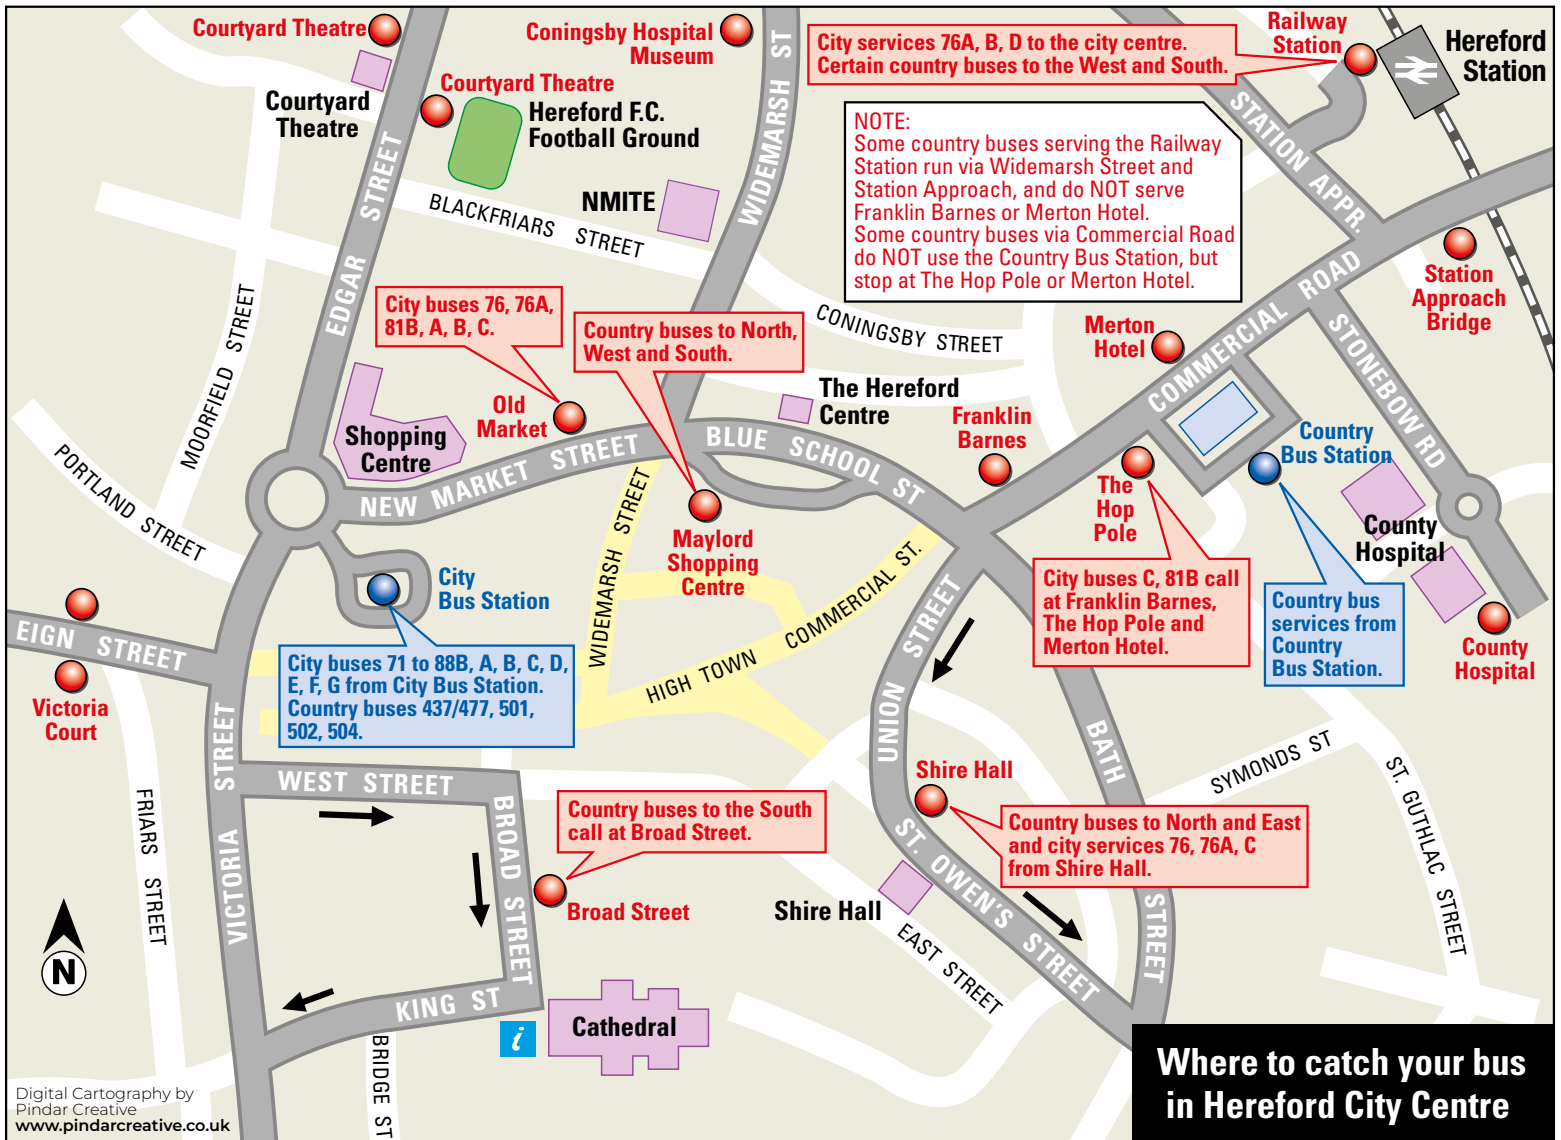 Courtyard Theatre
Courtyard
Theatre
Courtyard Theatre
Hereford F.C.
Football Ground
Coningsby Hospital
Museum
WIDEMARSH ST
City services 76A, B, D to the city centre.
Certain country buses to the West and South.
Railway
Station
Hereford
Station
STATION APPR.
NOTE:
Some country buses serving the Railway
Station run via Widemarsh Street and
Station Approach, and do NOT serve
Franklin Barnes or Merton Hotel.
Some country buses via Commercial Road
do NOT use the Country Bus Station, but
stop at The Hop Pole or Merton Hotel.
NMITE
BLACKFRIARS STREET
EDGAR STREET
MOORFIELD STREET
PORTLAND STREET
City buses 76, 76A,
81B, A, B, C.
Country buses to North,
West and South.
CONINGSBY STREET
Merton
Hotel
COMMERCIAL ROAD
Station
Approach
Bridge
STONEBOW RD
Shopping
Centre
Old
Market
The Hereford
Centre
Franklin
Barnes
Country
Bus Station
NEW MARKET STREET
BLUE SCHOOL ST
The
Hop
Pole
County
Hospital
WIDEMARSH STREET
Maylord
Shopping
Centre
COMMERCIAL ST.
HIGH TOWN
City
Bus Station
City buses 71 to 88B, A, B, C, D,
E, F, G from City Bus Station.
Country buses 437/477, 501,
502, 504.
City buses C, 81B call
at Franklin Barnes,
The Hop Pole and
Merton Hotel.
Country bus
services from
Country
Bus Station.
County
Hospital
EIGN STREET
Victoria
Court
VICTORIA STREET
FRIARS STREET
WEST STREET
BROAD STREET
KING ST
BRIDGE ST
Country buses to the South
call at Broad Street.
Broad Street
UNION STREET
BATH STREET
SYMONDS ST
ST. GUTHLAC STREET
Shire Hall
Country buses to North and East
and city services 76, 76A, C
from Shire Hall.
ST. OWEN'S STREET
Shire Hall
EAST STREET
Cathedral
i
N
Digital Cartography by
Pindar Creative
www.pindarcreative.co.uk
Where to catch your bus
in Hereford City Centre